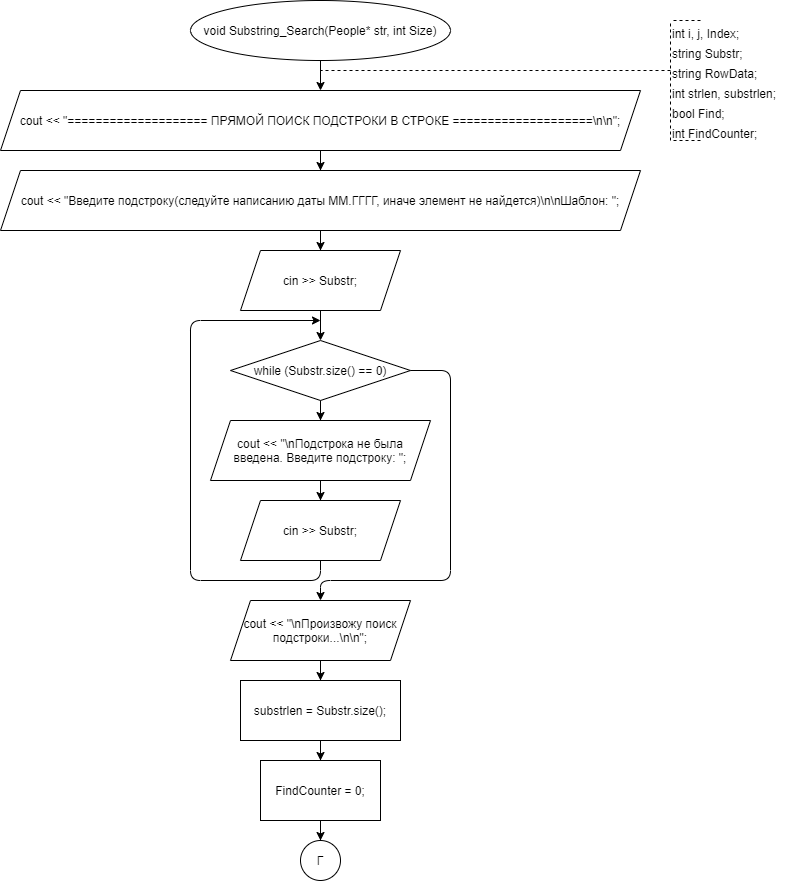 void Substring_Search(People* str, int Size)
int i, j, Index;
string Substr;
string RowData;
int strlen, substrlen;
bool Find;
int FindCounter;
cout << "==================== ПРЯМОЙ ПОИСК ПОДСТРОКИ В СТРОКЕ ====================\n\n";
cout << "Введите подстроку(следуйте написанию даты ММ.ГГГГ, иначе элемент не найдется)\n\nШаблон: ";
cin >> Substr;
while (Substr.size() == 0)
cout << "\nПодстрока не была
введена. Введите подстроку: ";
cin >> Substr;
cout << "\nПроизвожу поиск
подстроки...\n\n";
substrlen = Substr.size();
FindCounter = 0;
Г